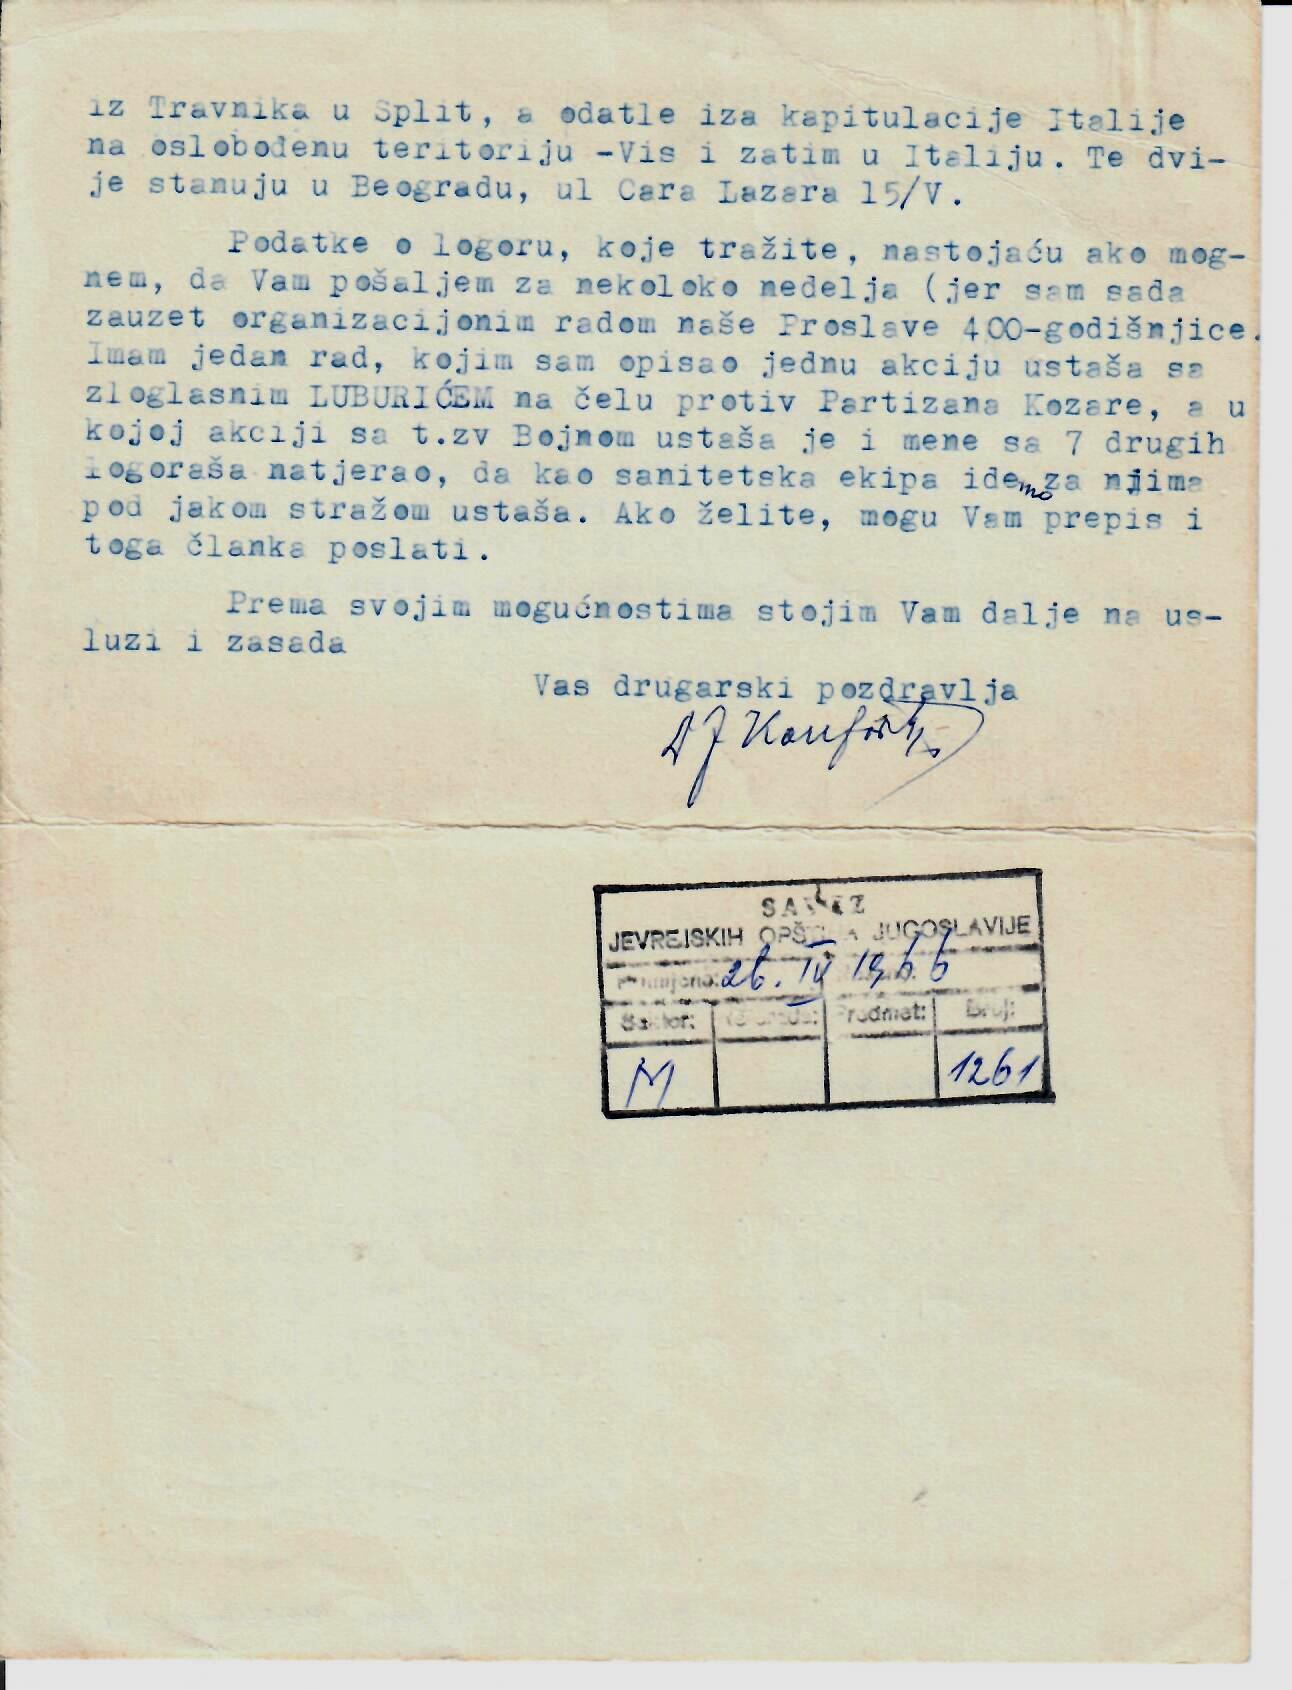 iz Travnika u Split, a odatle iza kapitulacije Italije
na oslobođenu teritoriju -Vis i zatim u Italiju. Te dvi-
je stanuju u Beogradu, ul Cara Lazara 15/V.
Podatke o logoru, koje tražite, nastojaću ako mog-
nem, da Vam pošaljem za nekoloko nedelja (jer sam sada
zauzet organizacijonim radom naše Proslave 400-godišnjice.
Imam jedan rad, kojim sam opisao jednu akciju ustaša sa
zloglasnim LUBURIĆEM na čelu protiv Partizana Kozare, a u
kojoj akciji sa t.zv Bojnom ustaša je i mene sa 7 drugih
logoraša natjerao, da kao sanitetska ekipa idemo za njima
pod jakom stražom ustaša. Ako želite, mogu Vam prepis i
toga članka poslati.
Prema svojim mogućnostima stojim Vam dalje na us-
luzi i zasada
Vas drugarski pozdravlja
SAVEZ
JEVREJSKIH OPŠTINA JUGOSLAVIJE
Primljeno: 26. IV 1966
Sektor: Predmet: Broj:
M 1261